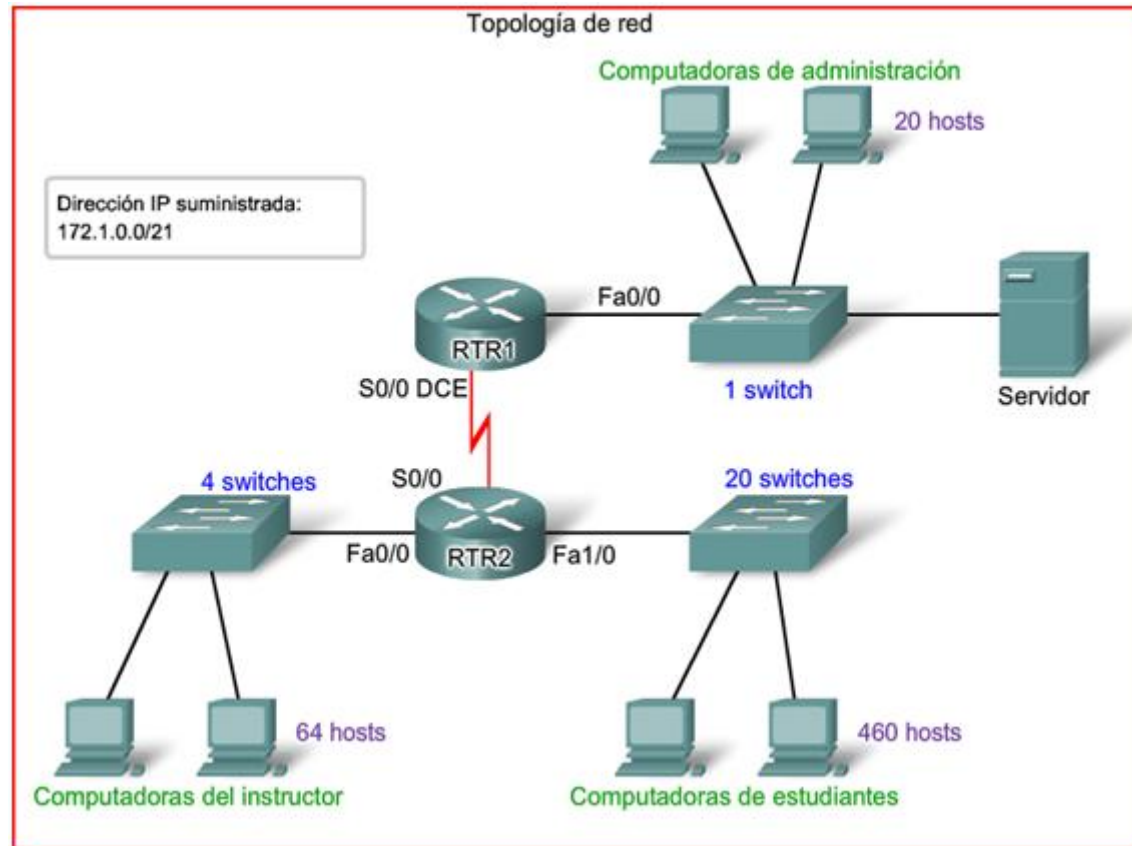 Topología de red
Computadoras de administración
20 hosts
Dirección IP suministrada:
172.1.0.0/21
Fa0/0
RTR1
S0/0 DCE
1 switch
Servidor
4 switches
S0/0
20 switches
Fa0/0
RTR2
Fa1/0
64 hosts
460 hosts
Computadoras del instructor
Computadoras de estudiantes